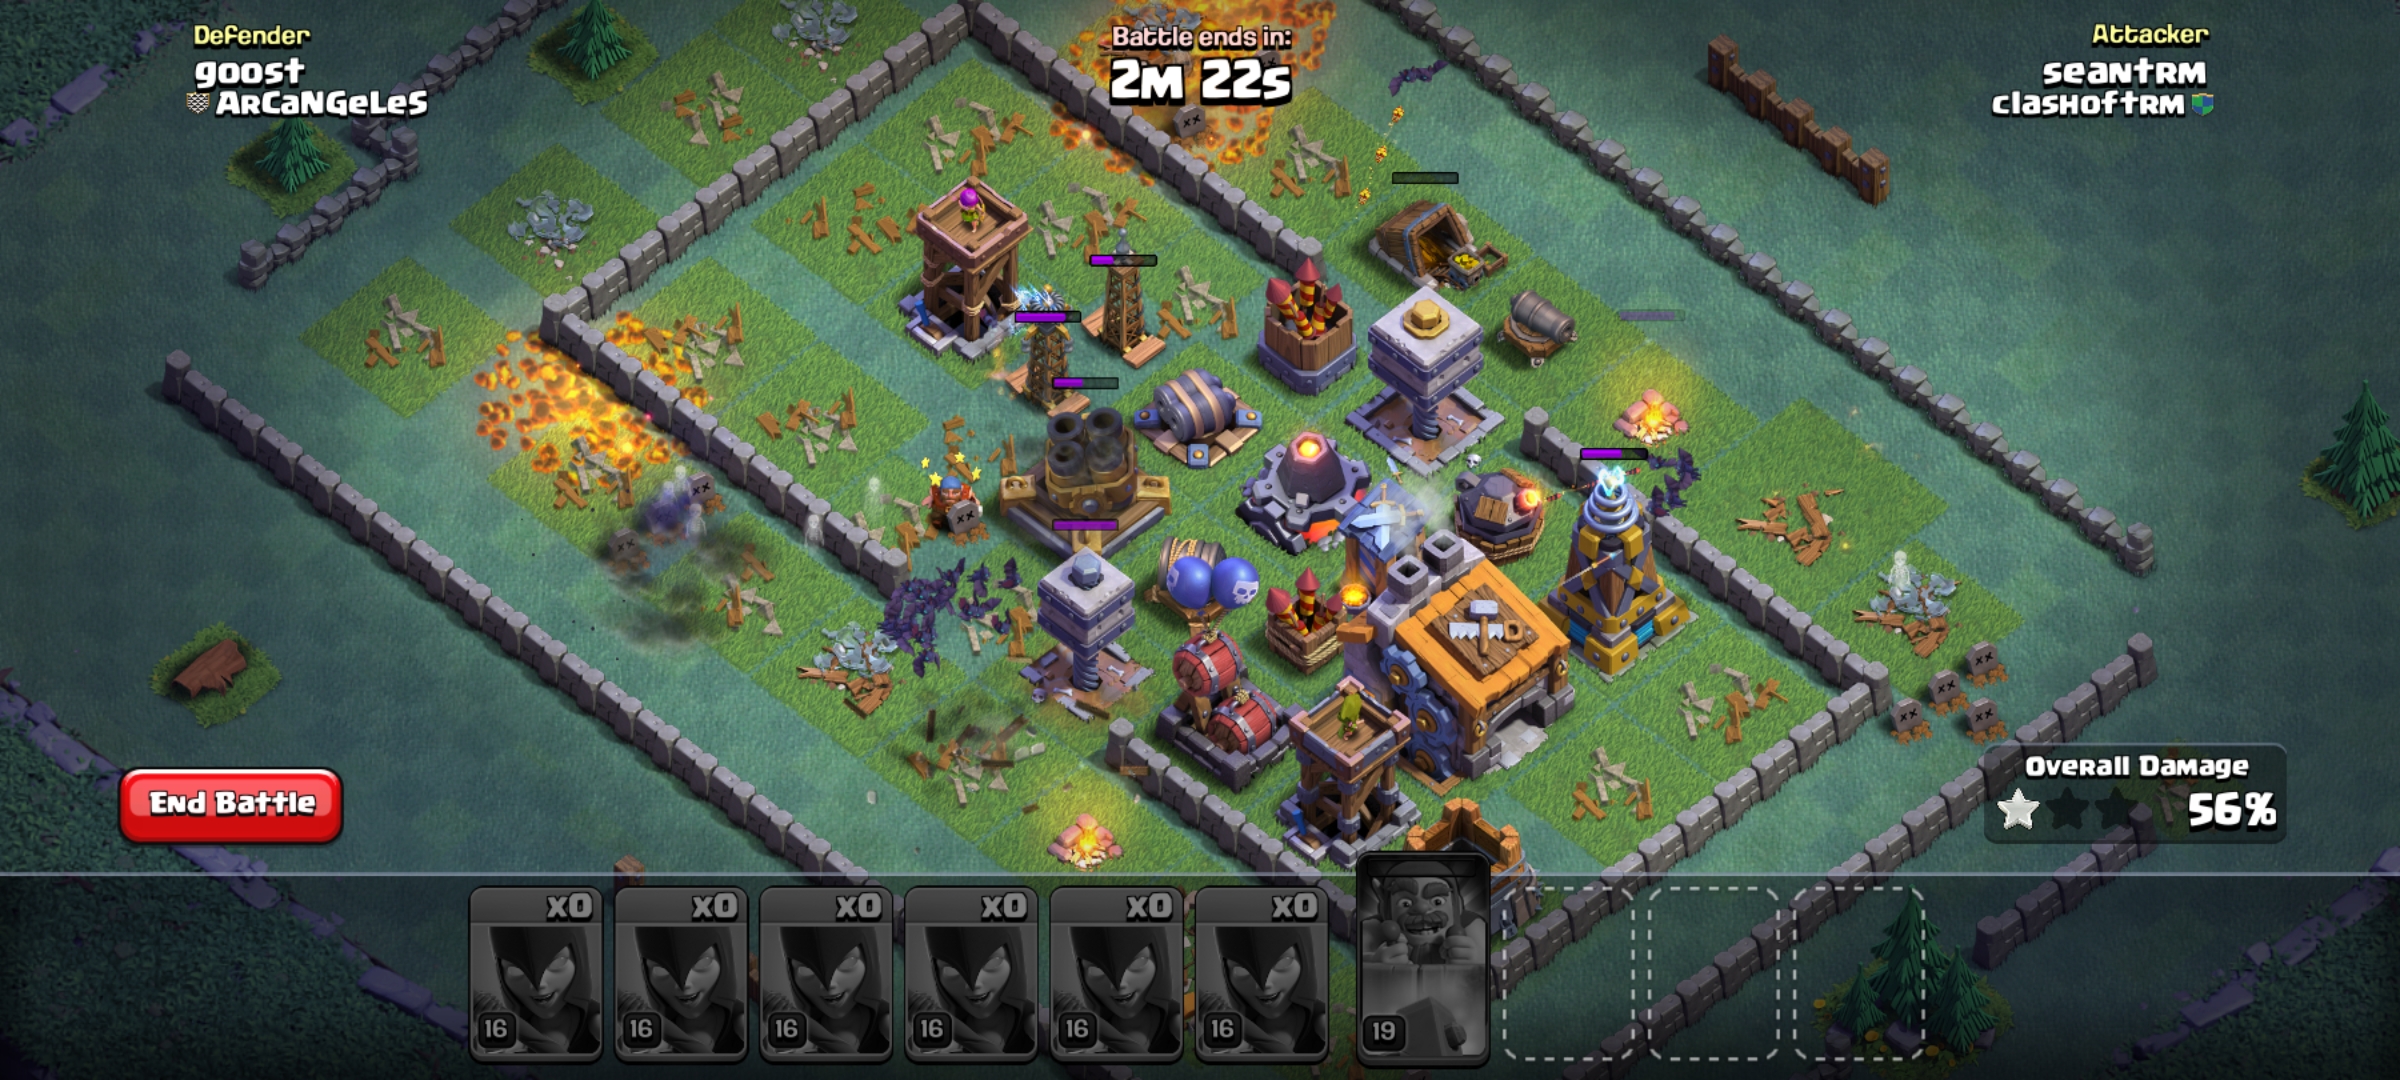 Defender
goost
ARCaNGeLeS
Battle ends in:
2M 22s
Attacker
seantRM
clashoftRM
End Battle
Overall Damage
56%
x0
x0
x0
x0
x0
x0
16
16
16
16
16
16
19